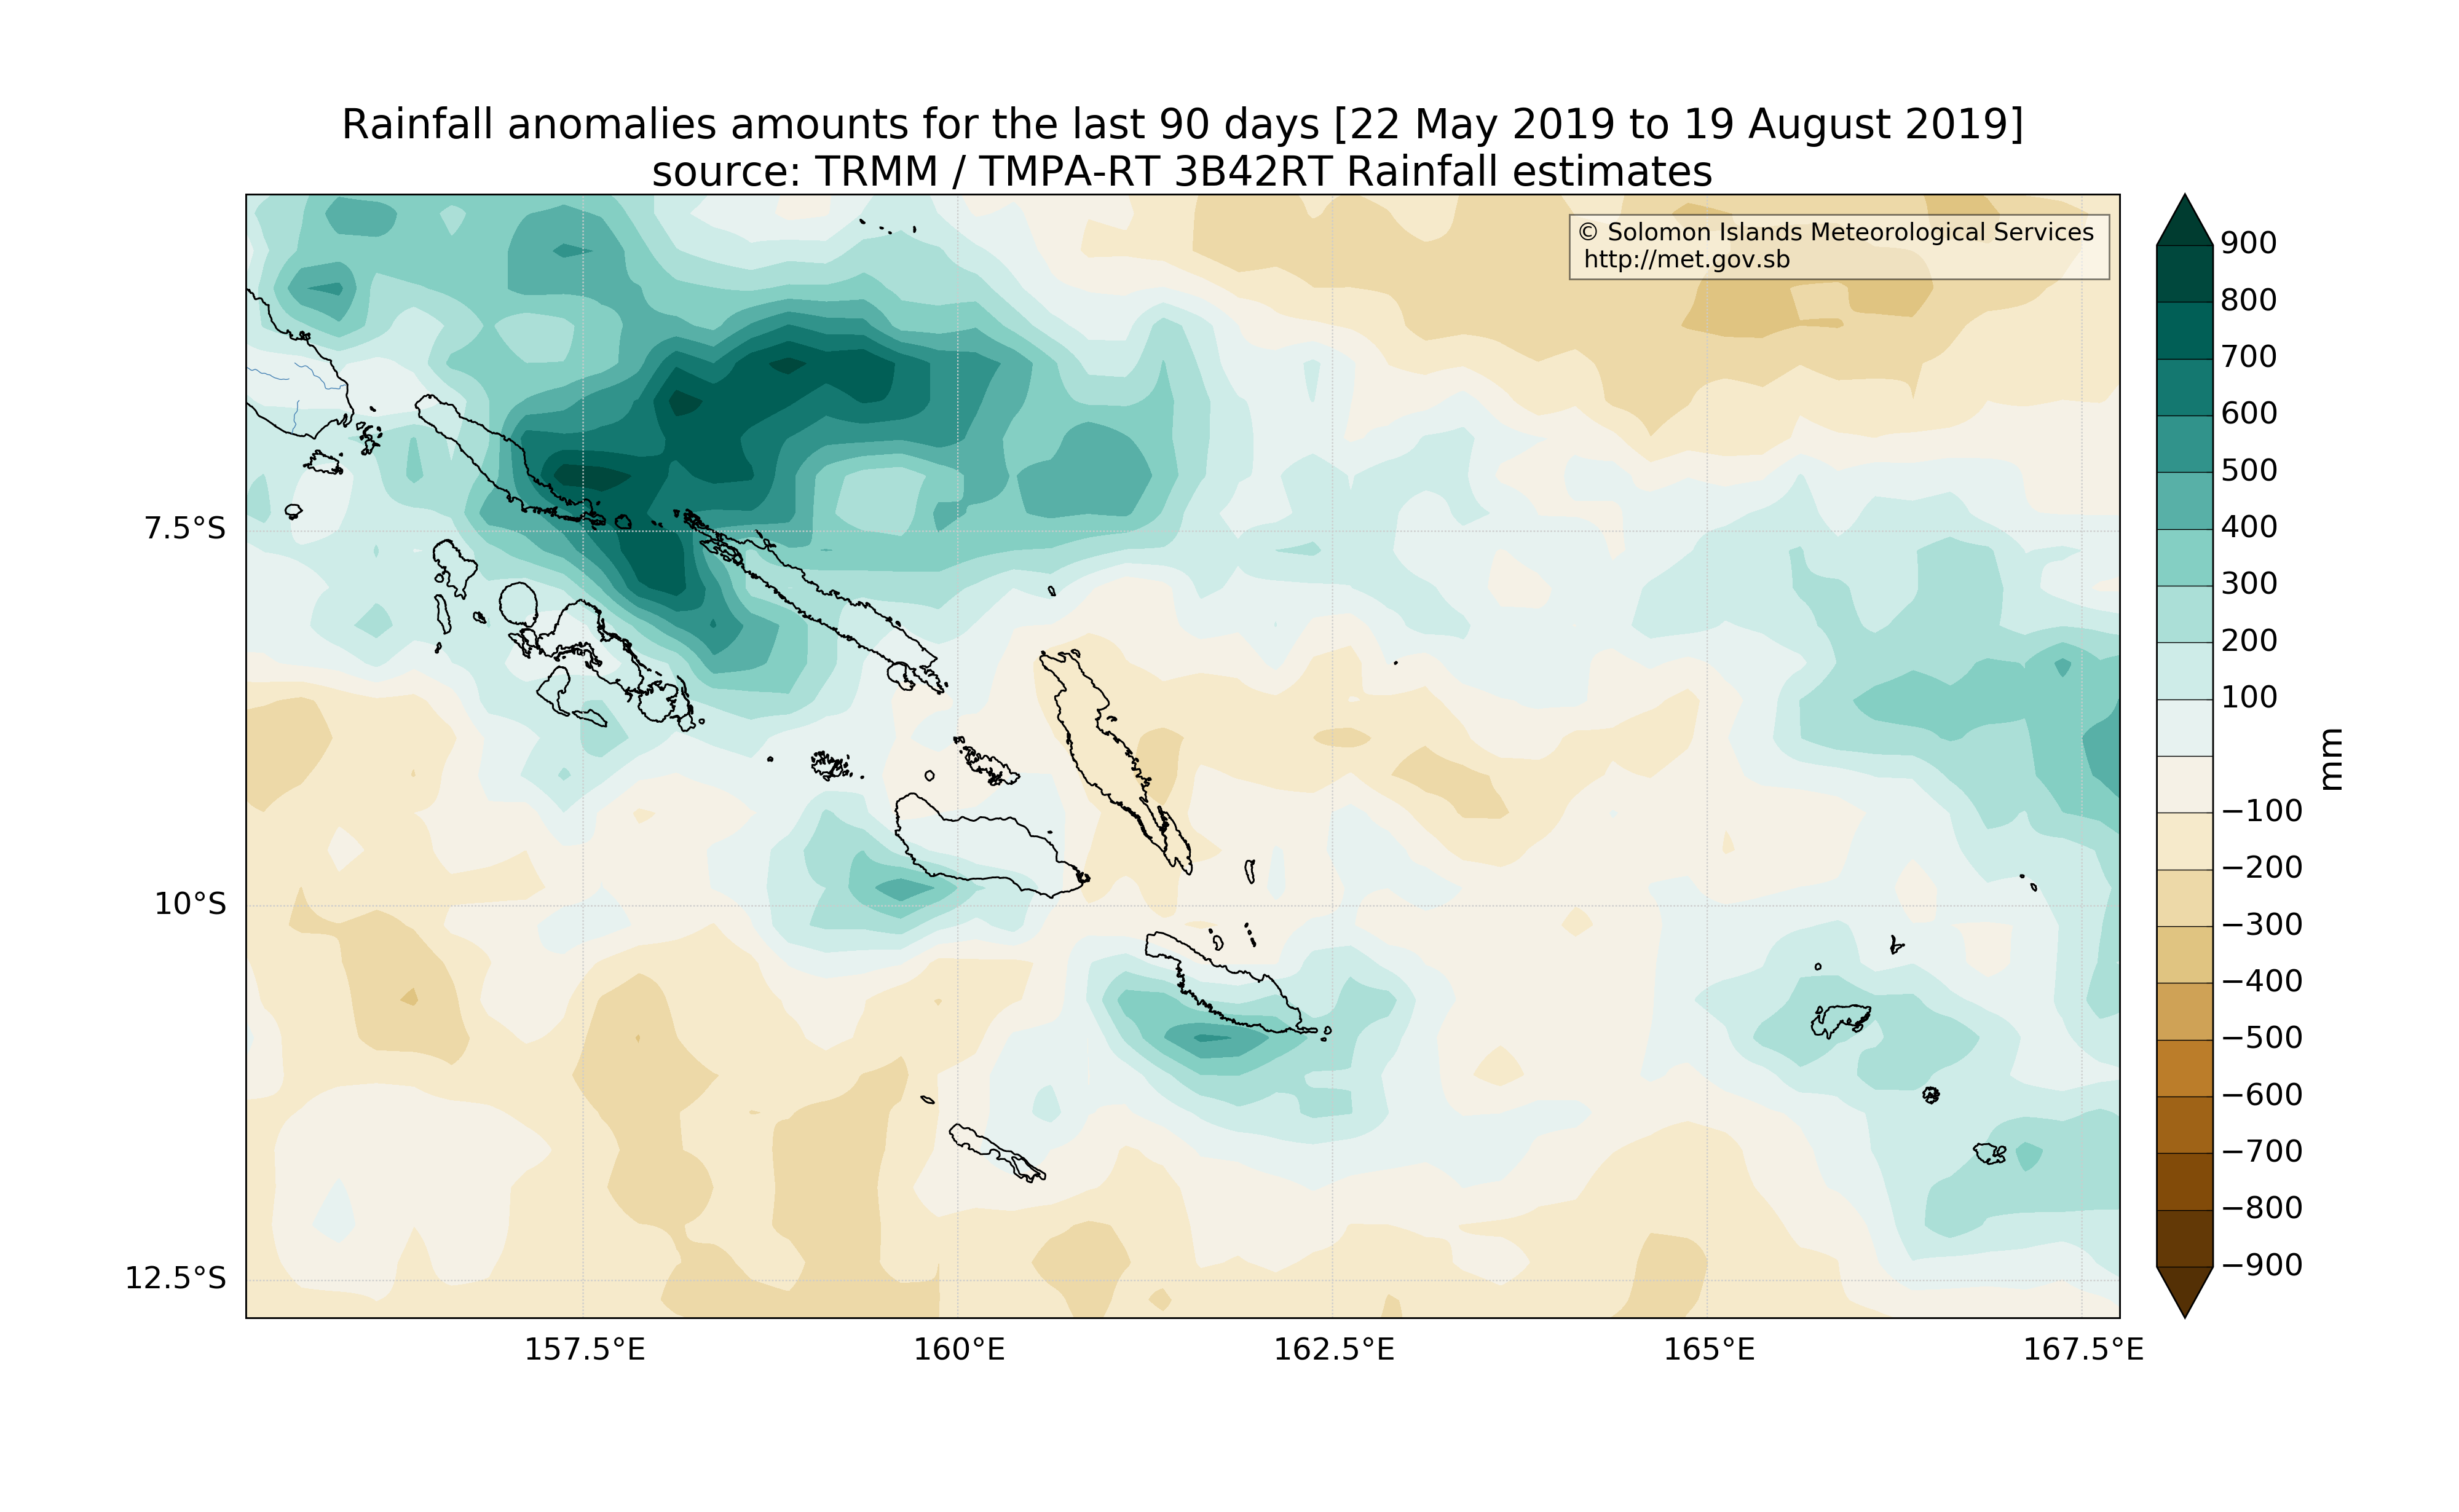 Rainfall anomalies amounts for the last 90 days [22 May 2019 to 19 August 2019]
source: TRMM / TMPA-RT 3B42RT Rainfall estimates
© Solomon Islands Meteorological Services
http://met.gov.sb
7.5°S
10°S
12.5°S
157.5°E
160°E
162.5°E
165°E
167.5°E
900
800
700
600
500
400
300
200
100
−100
−200
−300
−400
−500
−600
−700
−800
−900
mm